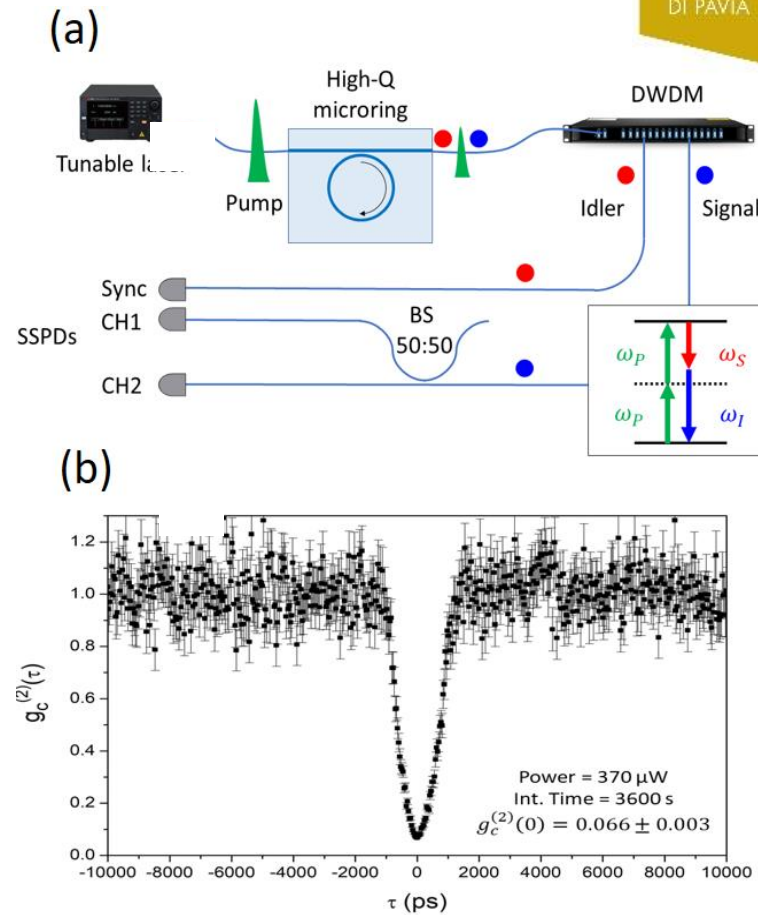 DI PAVIA
(a)
High-Q
microring
DWDM
Tunable
Pump
Idler
Signal
Sync
CH1
SSPDs
CH2
BS
50:50
ω_P
ω_S
ω_P
ω_I
(b)
g_c^(2)(τ)
1.2
1.0
0.8
0.6
0.4
0.2
0.0
Power = 370 μW
Int. Time = 3600 s
g_c^(2)(0) = 0.066 ± 0.003
-10000 -8000 -6000 -4000 -2000 0 2000 4000 6000 8000 10000
τ (ps)